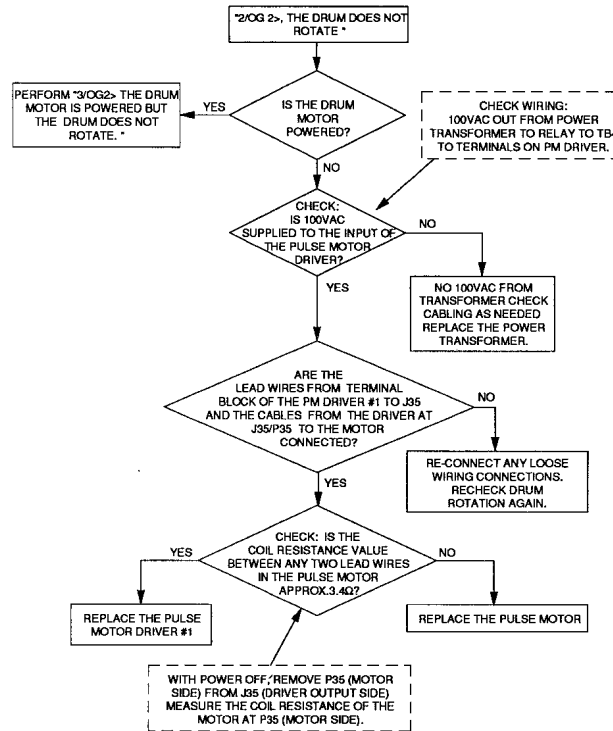 "2/OG 2>, THE DRUM DOES NOT
ROTATE "
PERFORM "3/OG2> THE DRUM
MOTOR IS POWERED BUT
THE DRUM DOES NOT
ROTATE. "
YES
IS THE DRUM
MOTOR
POWERED?
CHECK WIRING:
100VAC OUT FROM POWER
TRANSFORMER TO RELAY TO TB4
TO TERMINALS ON PM DRIVER.
NO
CHECK:
IS 100VAC
SUPPLIED TO THE INPUT OF
THE PULSE MOTOR
DRIVER?
NO
YES
NO 100VAC FROM
TRANSFORMER CHECK
CABLING AS NEEDED
REPLACE THE POWER
TRANSFORMER.
ARE THE
LEAD WIRES FROM TERMINAL
BLOCK OF THE PM DRIVER #1 TO J35
AND THE CABLES FROM THE DRIVER AT
J35/P35 TO THE MOTOR
CONNECTED?
NO
YES
RE-CONNECT ANY LOOSE
WIRING CONNECTIONS.
RECHECK DRUM
ROTATION AGAIN.
YES
CHECK: IS THE
COIL RESISTANCE VALUE
BETWEEN ANY TWO LEAD WIRES
IN THE PULSE MOTOR
APPROX.3.4Ω?
NO
REPLACE THE PULSE
MOTOR DRIVER #1
REPLACE THE PULSE MOTOR
WITH POWER OFF, REMOVE P35 (MOTOR
SIDE) FROM J35 (DRIVER OUTPUT SIDE)
MEASURE THE COIL RESISTANCE OF THE
MOTOR AT P35 (MOTOR SIDE).